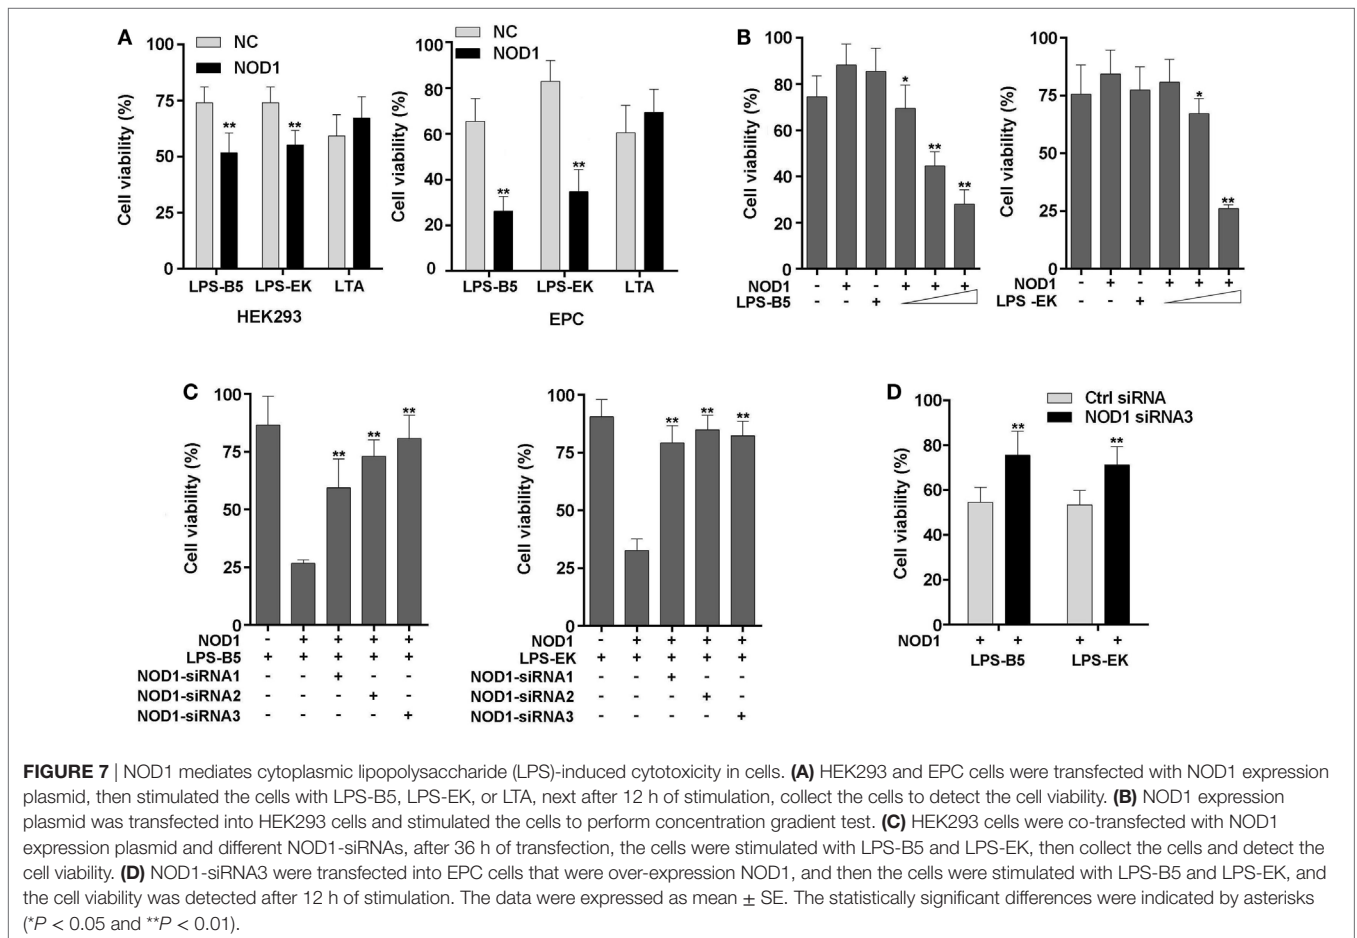 A
NC
NOD1
Cell viability (%)
100
75
50
25
0
**
**
LPS-B5 LPS-EK LTA
HEK293
NC
NOD1
Cell viability (%)
100
80
60
40
20
0
**
**
LPS-B5 LPS-EK LTA
EPC
B
Cell viability (%)
100
80
60
40
20
0
*
**
**
NOD1 - + - + + +
LPS-B5 - - +
Cell viability (%)
100
75
50
25
0
*
**
NOD1 - + - + + +
LPS -EK - - +
C
Cell viability (%)
100
75
50
25
0
**
**
**
NOD1 - + + + +
LPS-B5 + + + + +
NOD1-siRNA1 - - + - -
NOD1-siRNA2 - - - + -
NOD1-siRNA3 - - - - +
Cell viability (%)
100
75
50
25
0
**
**
**
NOD1 - + + + +
LPS-EK + + + + +
NOD1-siRNA1 - - + - -
NOD1-siRNA2 - - - + -
NOD1-siRNA3 - - - - +
D
Ctrl siRNA
NOD1 siRNA3
Cell viability (%)
100
80
60
40
80
0
**
**
NOD1 + + + +
LPS-B5 LPS-EK
FIGURE 7 | NOD1 mediates cytoplasmic lipopolysaccharide (LPS)-induced cytotoxicity in cells. (A) HEK293 and EPC cells were transfected with NOD1 expression
plasmid, then stimulated the cells with LPS-B5, LPS-EK, or LTA, next after 12 h of stimulation, collect the cells to detect the cell viability. (B) NOD1 expression
plasmid was transfected into HEK293 cells and stimulated the cells to perform concentration gradient test. (C) HEK293 cells were co-transfected with NOD1
expression plasmid and different NOD1-siRNAs, after 36 h of transfection, the cells were stimulated with LPS-B5 and LPS-EK, then collect the cells and detect the
cell viability. (D) NOD1-siRNA3 were transfected into EPC cells that were over-expression NOD1, and then the cells were stimulated with LPS-B5 and LPS-EK, and
the cell viability was detected after 12 h of stimulation. The data were expressed as mean ± SE. The statistically significant differences were indicated by asterisks
(*P < 0.05 and **P < 0.01).